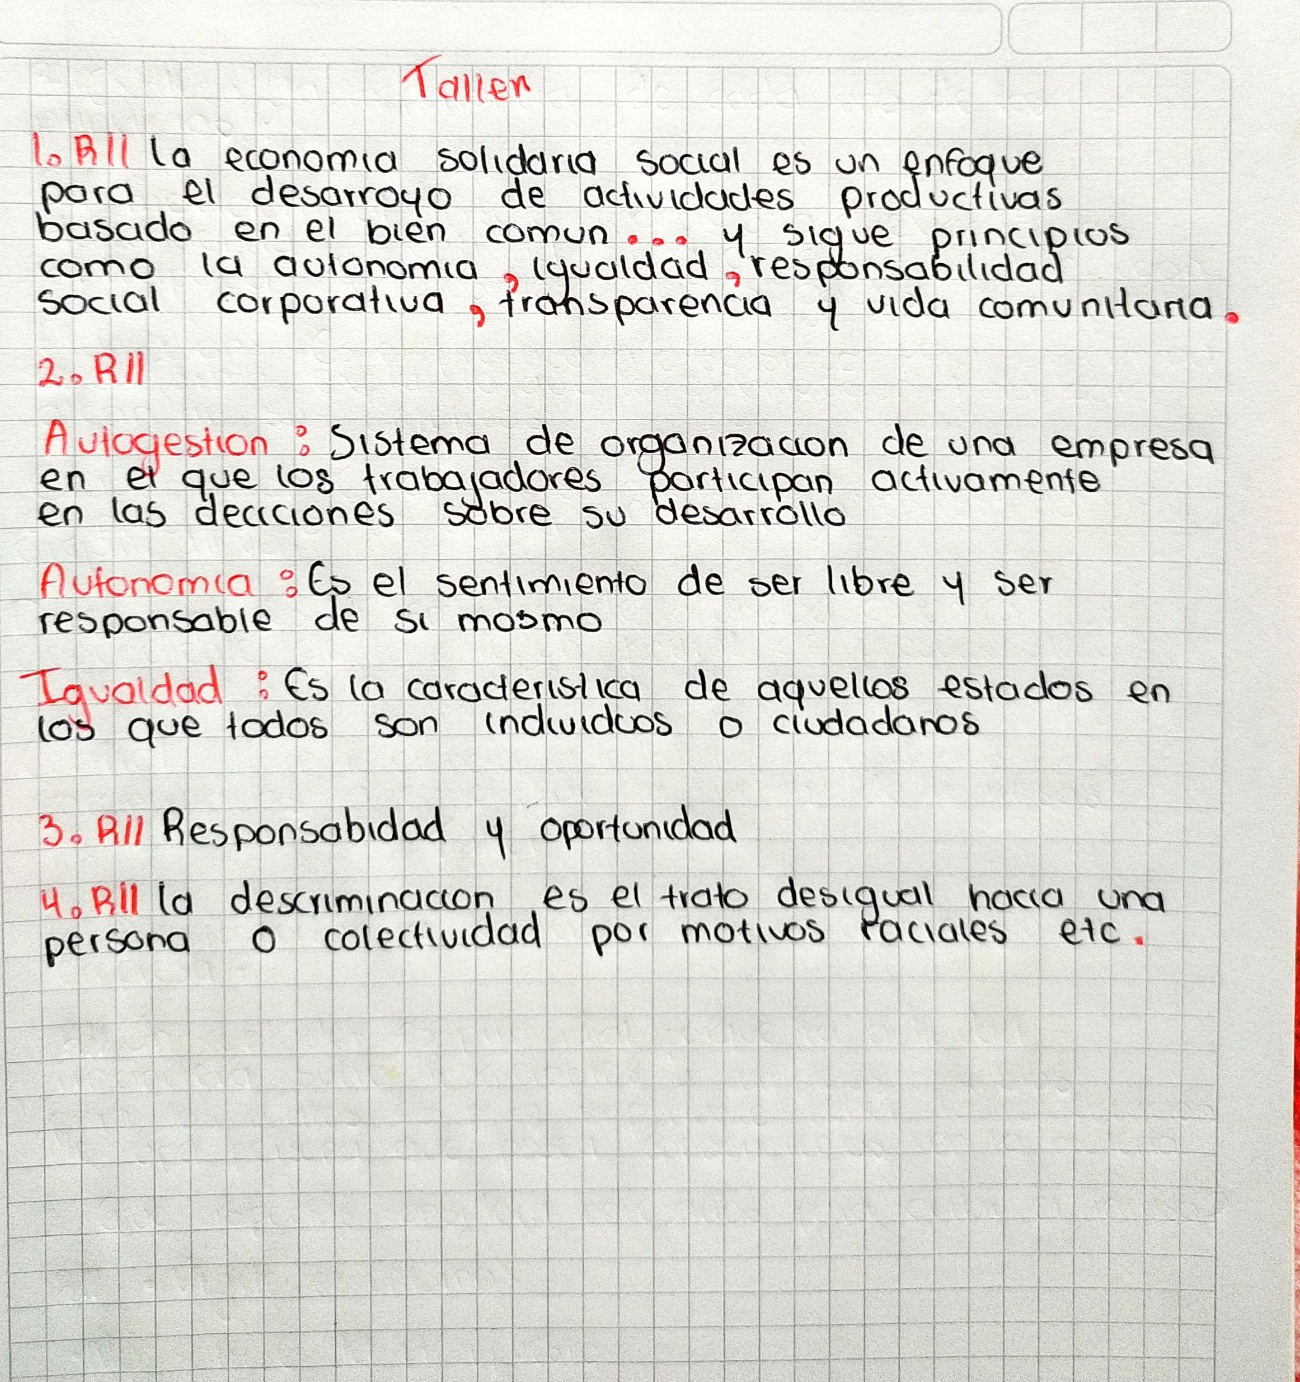 Taller
1. R// la economia solidaria social es un enfoque
para el desarroyo de actividades productivas
basado en el bien comun... y sigue principios
como la autonomia, igualdad, responsabilidad
social corporativa, transparencia y vida comunitaria.
2. R//
Autogestion: Sistema de organizacion de una empresa
en el que los trabajadores participan activamente
en las deciciones sobre su desarrollo
Autonomia: Es el sentimiento de ser libre y ser
responsable de si mosmo
Igualdad: Es la caracteristica de aquellos estados en
los que todos son individuos o ciudadanos
3. R// Responsabidad y oportunidad
4. R// la descriminacion es el trato desigual hacia una
persona o colectividad por motivos raciales etc.